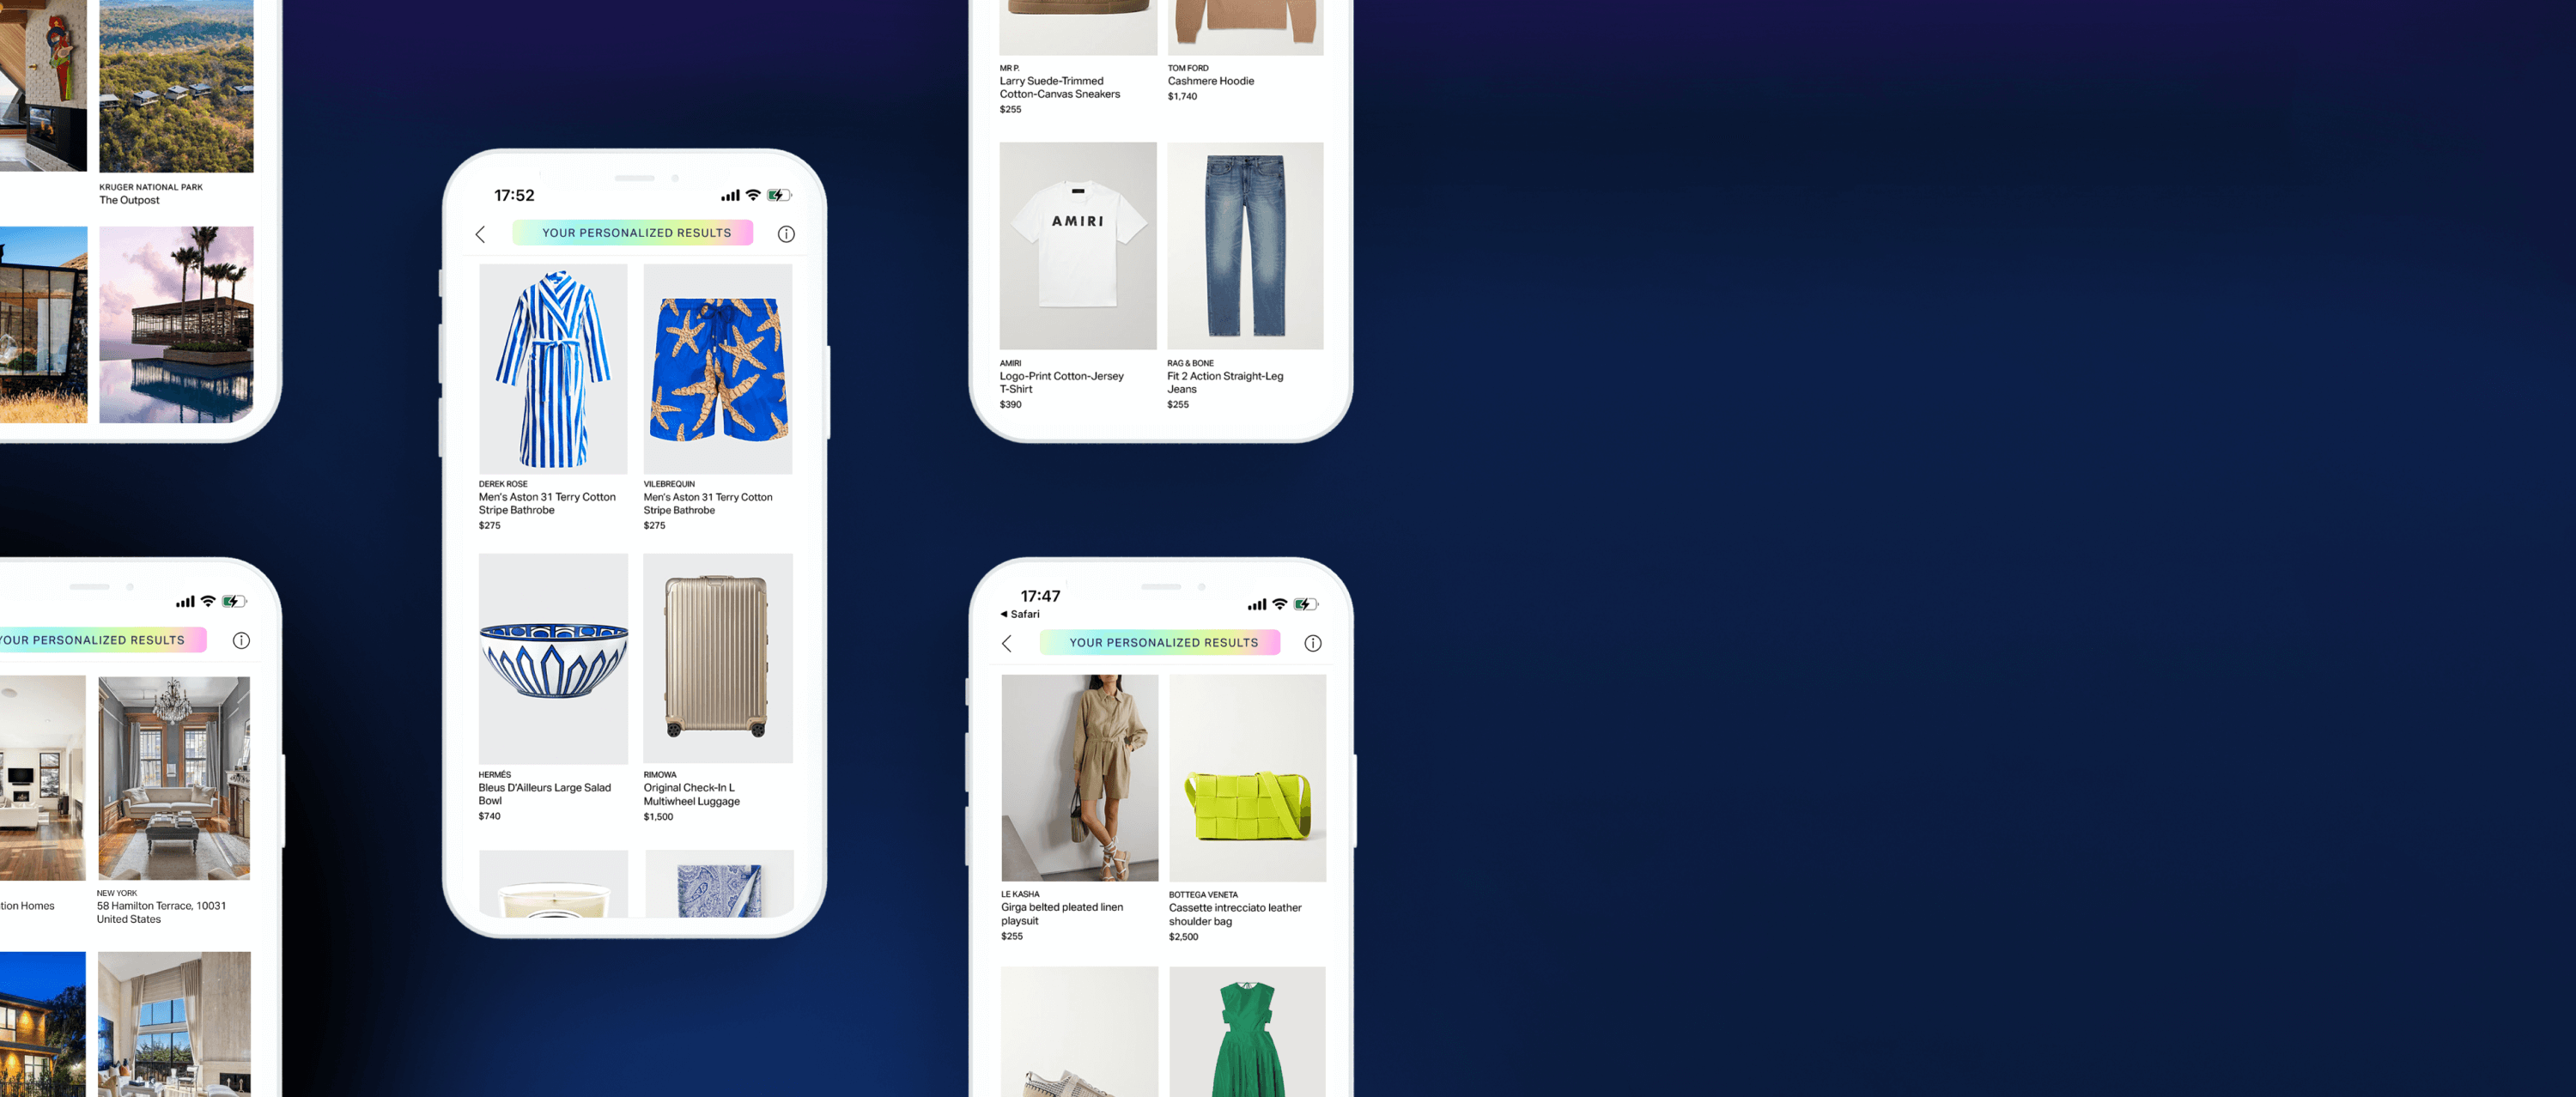 KRUGER NATIONAL PARK
The Outpost
YOUR PERSONALIZED RESULTS
NEW YORK
tion Homes
58 Hamilton Terrace, 10031
United States
17:52
YOUR PERSONALIZED RESULTS
DEREK ROSE
Men's Aston 31 Terry Cotton
Stripe Bathrobe
$275
VILEBREQUIN
Men's Aston 31 Terry Cotton
Stripe Bathrobe
$275
HERMÉS
Bleus D'Ailleurs Large Salad
Bowl
$740
RIMOWA
Original Check-In L
Multiwheel Luggage
$1,500
MR P.
Larry Suede-Trimmed
Cotton-Canvas Sneakers
$255
TOM FORD
Cashmere Hoodie
$1,740
AMIRI
AMIRI
Logo-Print Cotton-Jersey
T-Shirt
$390
RAG & BONE
Fit 2 Action Straight-Leg
Jeans
$255
17:47
◀ Safari
YOUR PERSONALIZED RESULTS
LE KASHA
Girga belted pleated linen
playsuit
$255
BOTTEGA VENETA
Cassette intrecciato leather
shoulder bag
$2,500